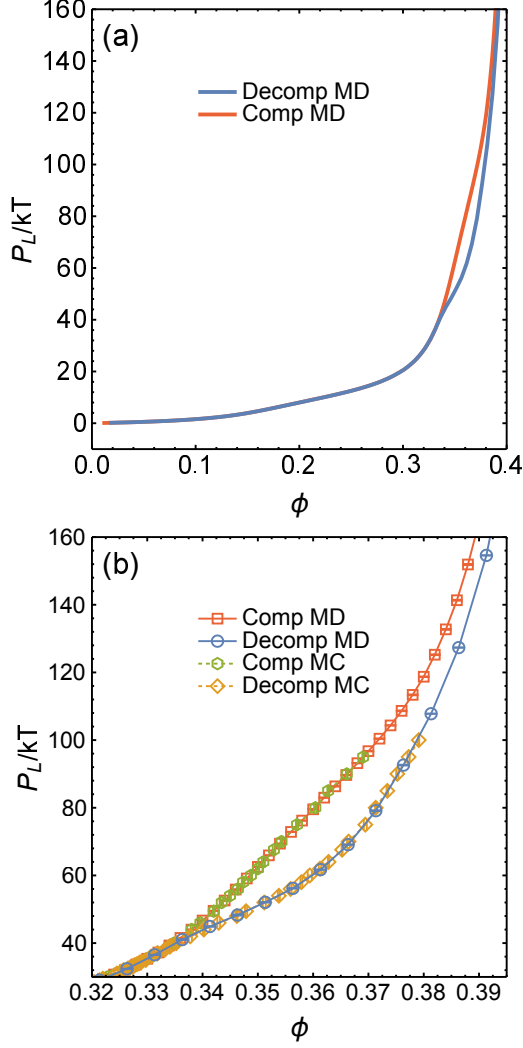 160
(a)
140
Decomp MD
120
Comp MD
100
80
60
40
20
0
P_L/kT
0.0 0.1 0.2 0.3 0.4
ϕ
160
(b)
140
Comp MD
Decomp MD
120
Comp MC
Decomp MC
100
80
60
40
P_L/kT
0.32 0.33 0.34 0.35 0.36 0.37 0.38 0.39
ϕ